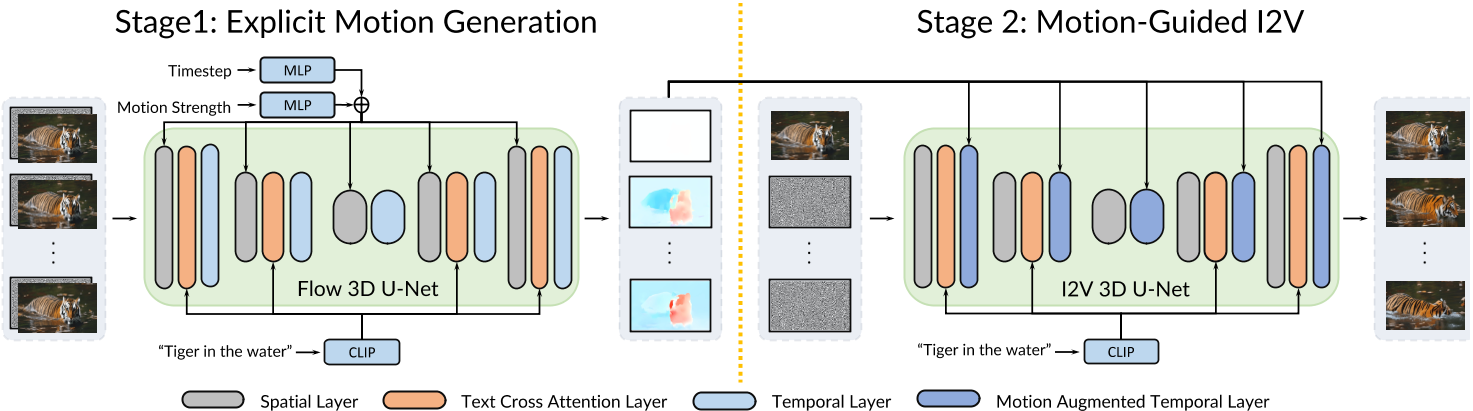 Stage1: Explicit Motion Generation
Stage 2: Motion-Guided I2V
Timestep
MLP
Motion Strength
MLP
Flow 3D U-Net
I2V 3D U-Net
“Tiger in the water”
CLIP
“Tiger in the water”
CLIP
Spatial Layer
Text Cross Attention Layer
Temporal Layer
Motion Augmented Temporal Layer